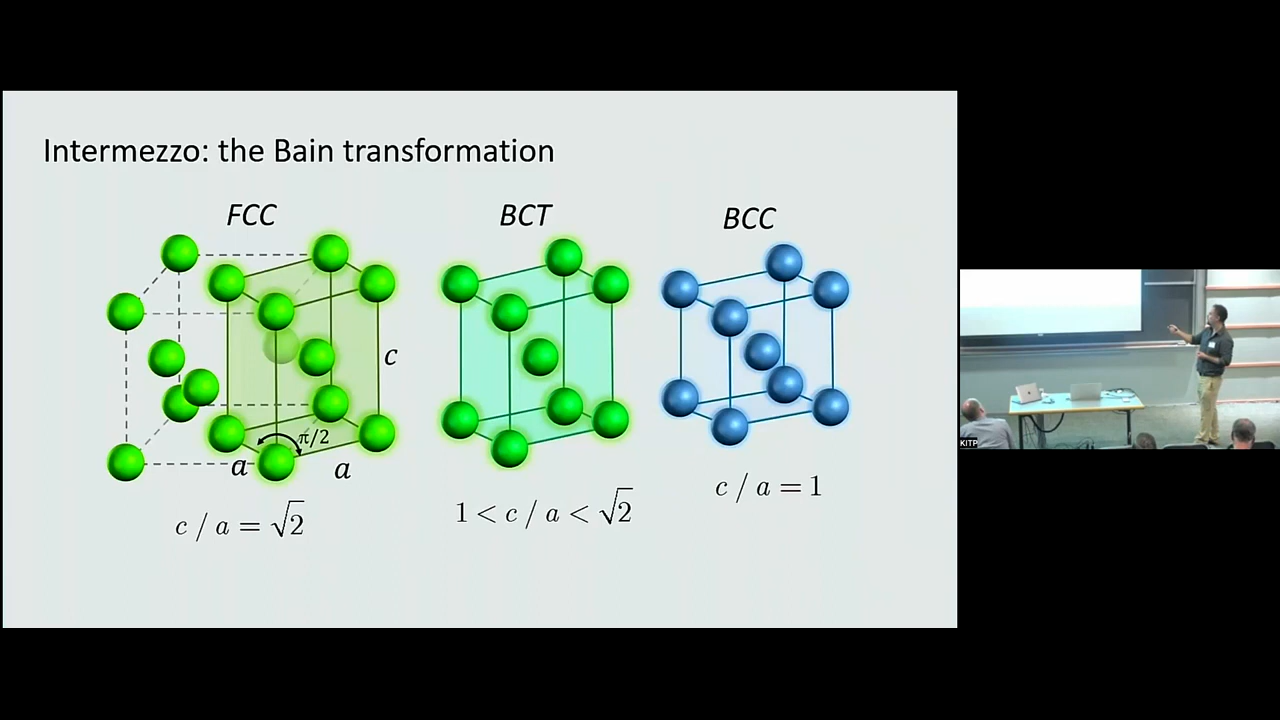 Intermezzo: the Bain transformation
FCC
BCT
BCC
c
π/2
a
a
c / a = √2
1 < c / a < √2
c / a = 1
KITP